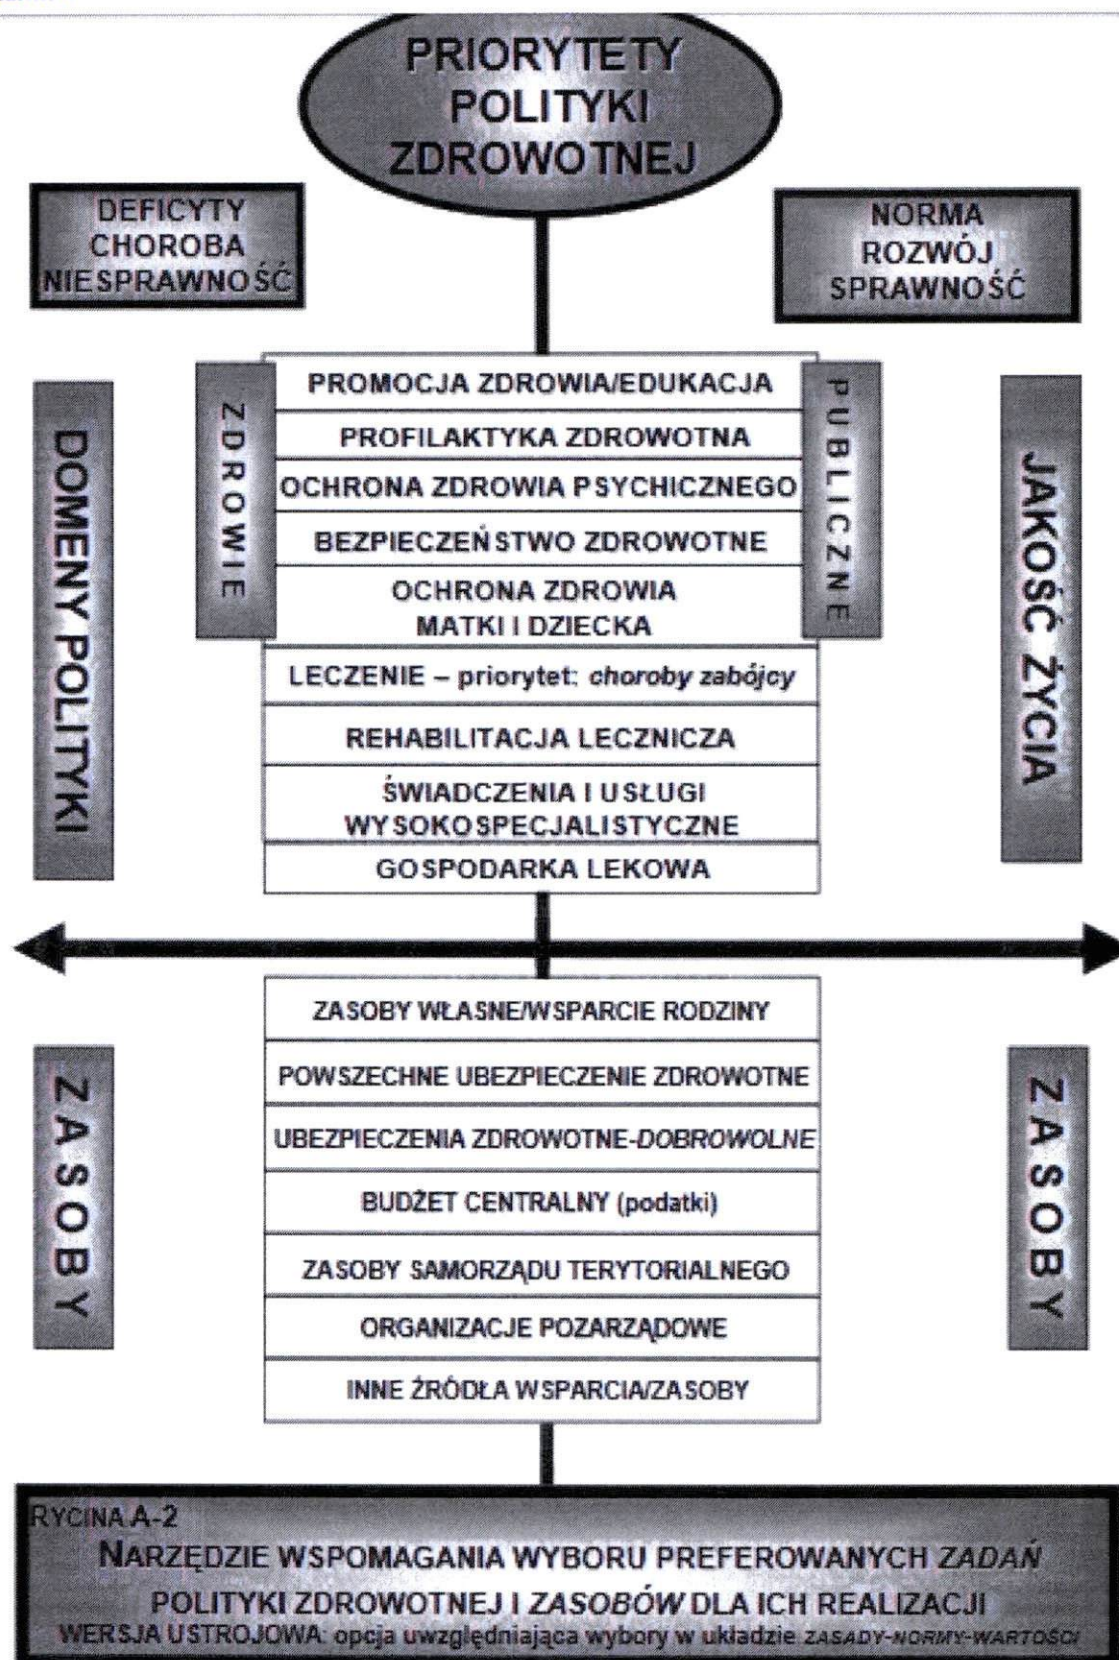 PRIORYTETY
POLITYKI
ZDROWOTNEJ
DEFICYTY
CHOROBA
NIESPRAWNOŚĆ
NORMA
ROZWÓJ
SPRAWNOŚĆ
DOMENY POLITYKI
ZDROWIE
PROMOCJA ZDROWIA/EDUKACJA
PROFILAKTYKA ZDROWOTNA
OCHRONA ZDROWIA PSYCHICZNEGO
BEZPIECZEŃSTWO ZDROWOTNE
OCHRONA ZDROWIA
MATKI I DZIECKA
LECZENIE – priorytet: choroby zabójcy
REHABILITACJA LECZNICZA
ŚWIADCZENIA I USŁUGI
WYSOKOSPECJALISTYCZNE
GOSPODARKA LEKOWA
PUBLICZNE
JAKOŚĆ ŻYCIA
ZASOBY
ZASOBY WŁASNE/WSPARCIE RODZINY
POWSZECHNE UBEZPIECZENIE ZDROWOTNE
UBEZPIECZENIA ZDROWOTNE-DOBROWOLNE
BUDŻET CENTRALNY (podatki)
ZASOBY SAMORZĄDU TERYTORIALNEGO
ORGANIZACJE POZARZĄDOWE
INNE ŹRÓDŁA WSPARCIA/ZASOBY
ZASOBY
RYCINA A-2
NARZĘDZIE WSPOMAGANIA WYBORU PREFEROWANYCH ZADAŃ
POLITYKI ZDROWOTNEJ I ZASOBÓW DLA ICH REALIZACJI
WERSJA USTROJOWA: opcja uwzględniająca wybory w układzie ZASADY-NORMY-WARTOŚCI